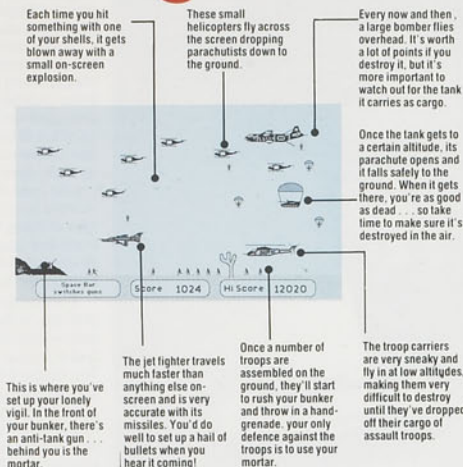 Each time you hit
something with one
of your shells, it gets
blown away with a
small on-screen
explosion.
These small
helicopters fly across
the screen dropping
parachutists down to
the ground.
Every now and then ,
a large bomber flies
overhead. It's worth
a lot of points if you
destroy it, but it's
more important to
watch out for the tank
it carries as cargo.
Once the tank gets to
a certain altitude, its
parachute opens and
it falls safely to the
ground. When it gets
there, you're as good
as dead . . . so take
time to make sure it's
destroyed in the air.
Space Bar
switches guns
Score 1024
Hi Score 12020
This is where you've
set up your lonely
vigil. In the front of
your bunker, there's
an anti-tank gun . . .
behind you is the
mortar.
The jet fighter travels
much faster than
anything else on-
screen and is very
accurate with its
missiles. You'd do
well to set up a hail of
bullets when you
hear it coming!
Once a number of
troops are
assembled on the
ground, they'll start
to rush your bunker
and throw in a hand-
grenade. your only
defence against the
troops is to use your
mortar.
The troop carriers
are very sneaky and
fly in at low altitydes,
making them very
difficult to destroy
until they've dropped
off their cargo of
assault troops.